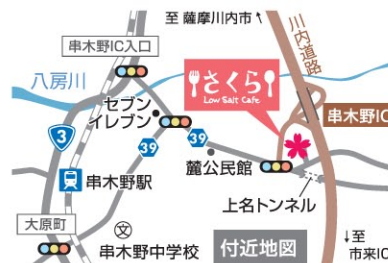 至 薩摩川内市
川内道路
串木野IC入口
八房川
さくら
Low Salt Cafe
セブン
イレブン
串木野IC
3
39
39
麓公民館
串木野駅
上名トンネル
大原町
文
串木野中学校
付近地図
↓至
市来IC